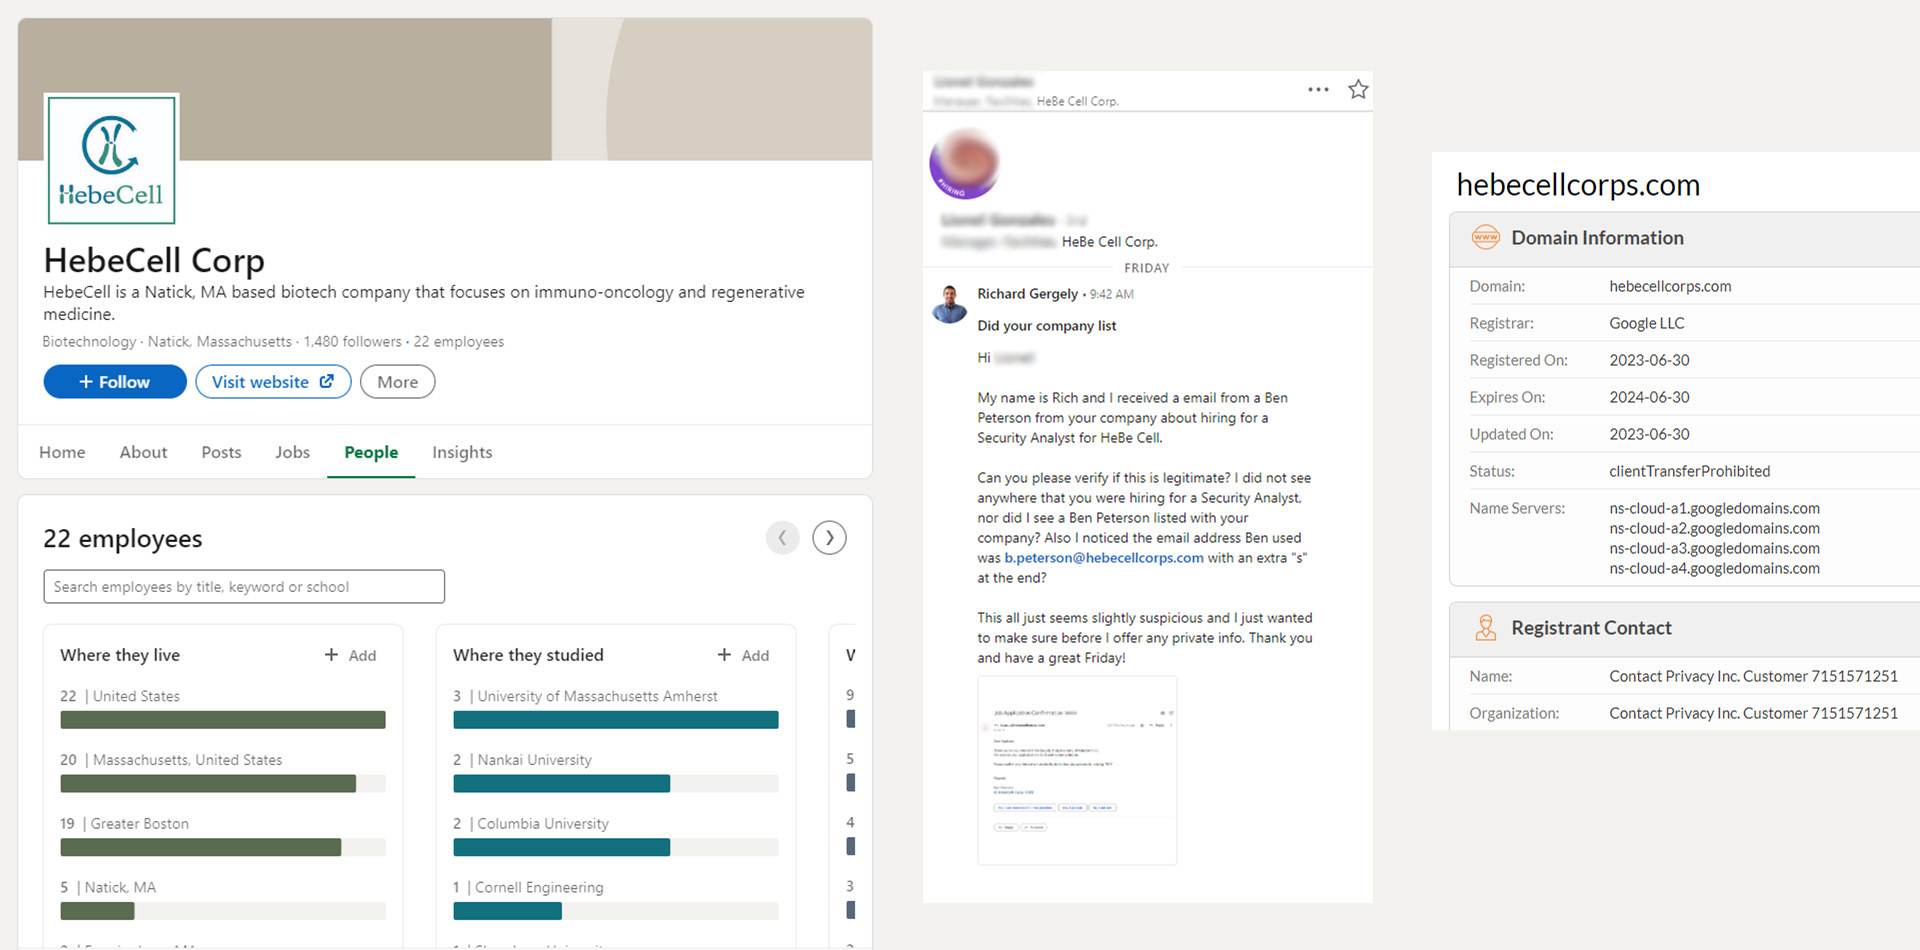 HebeCell
HebeCell Corp
HebeCell is a Natick, MA based biotech company that focuses on immuno-oncology and regenerative
medicine.
Biotechnology · Natick, Massachusetts · 1,480 followers · 22 employees
+ Follow
Visit website
More
Home
About
Posts
Jobs
People
Insights
22 employees
Search employees by title, keyword or school
Where they live
+ Add
22 | United States
20 | Massachusetts, United States
19 | Greater Boston
5 | Natick, MA
Where they studied
+ Add
3 | University of Massachusetts Amherst
2 | Nankai University
2 | Columbia University
1 | Cornell Engineering
9
5
4
3
HeBe Cell Corp.
#HIRING
HeBe Cell Corp.
FRIDAY
Richard Gergely • 9:42 AM
Did your company list
Hi
My name is Rich and I received a email from a Ben
Peterson from your company about hiring for a
Security Analyst for HeBe Cell.
Can you please verify if this is legitimate? I did not see
anywhere that you were hiring for a Security Analyst,
nor did I see a Ben Peterson listed with your
company? Also I noticed the email address Ben used
was b.peterson@hebecellcorps.com with an extra "s"
at the end?
This all just seems slightly suspicious and I just wanted
to make sure before I offer any private info. Thank you
and have a great Friday!
hebecellcorps.com
www
Domain Information
Domain: hebecellcorps.com
Registrar: Google LLC
Registered On: 2023-06-30
Expires On: 2024-06-30
Updated On: 2023-06-30
Status: clientTransferProhibited
Name Servers: ns-cloud-a1.googledomains.com
ns-cloud-a2.googledomains.com
ns-cloud-a3.googledomains.com
ns-cloud-a4.googledomains.com
Registrant Contact
Name: Contact Privacy Inc. Customer 7151571251
Organization: Contact Privacy Inc. Customer 7151571251